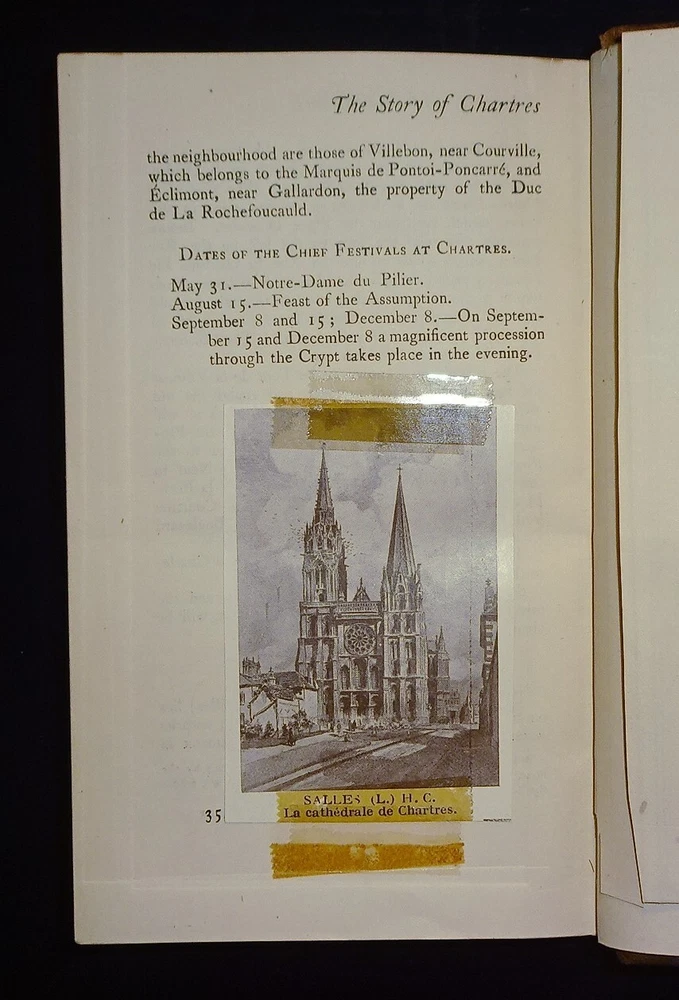 The Story of Chartres
the neighbourhood are those of Villebon, near Courville,
which belongs to the Marquis de Pontoi-Poncarré, and
Éclimont, near Gallardon, the property of the Duc
de La Rochefoucauld.
Dates of the Chief Festivals at Chartres.
May 31.—Notre-Dame du Pilier.
August 15.—Feast of the Assumption.
September 8 and 15; December 8.—On Septem-
ber 15 and December 8 a magnificent procession
through the Crypt takes place in the evening.
SALLES (L.) H. C.
La cathédrale de Chartres.
35